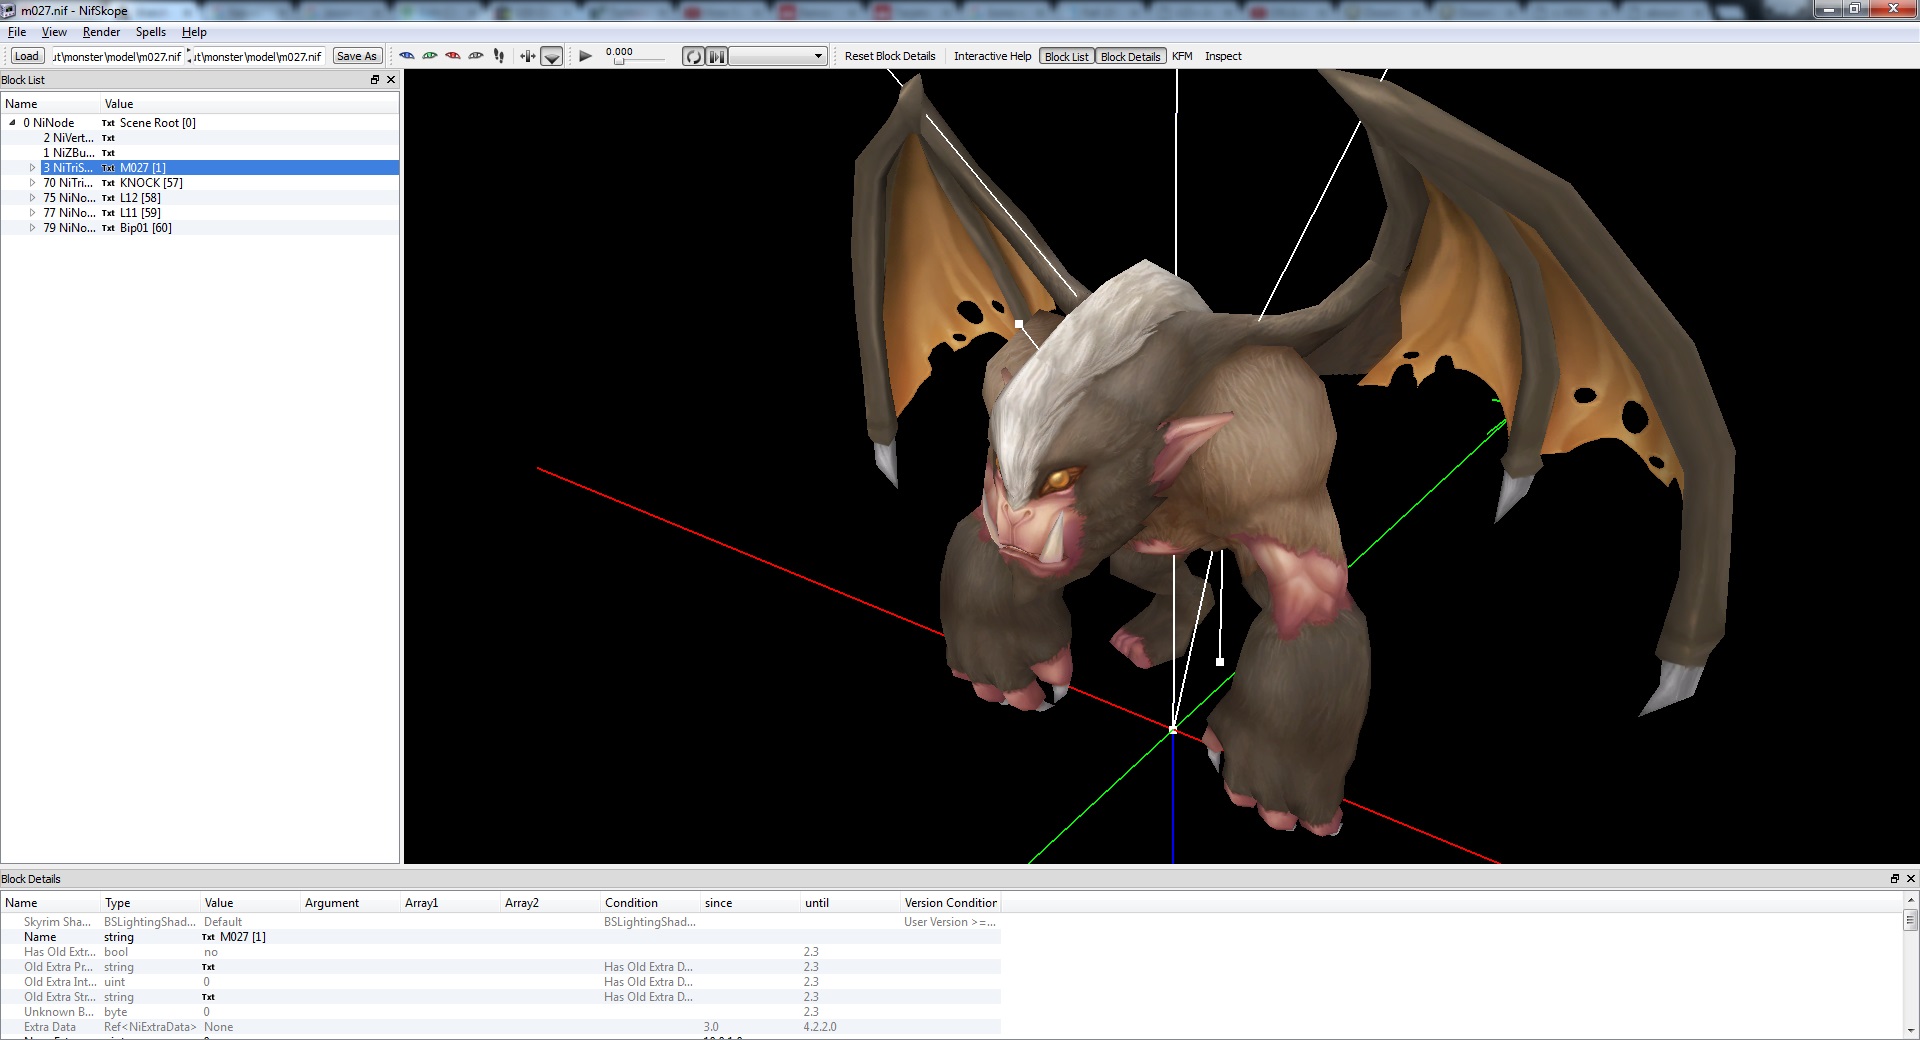 m027.nif - NifSkope
File View Render Spells Help
Load ut\monster\model\m027.nif ut\monster\model\m027.nif Save As 0.000 Reset Block Details Interactive Help Block List Block Details KFM Inspect
Block List
Name Value
0 NiNode Txt Scene Root [0]
2 NiVert... Txt
1 NiZBu... Txt
3 NiTriS... Txt M027 [1]
70 NiTri... Txt KNOCK [57]
75 NiNo... Txt L12 [58]
77 NiNo... Txt L11 [59]
79 NiNo... Txt Bip01 [60]
Block Details
Name Type Value Argument Array1 Array2 Condition since until Version Condition
Skyrim Sha... BSLightingShad... Default BSLightingShad... User Version >=...
Name string Txt M027 [1]
Has Old Extr... bool no 2.3
Old Extra Pr... string Txt Has Old Extra D... 2.3
Old Extra Int... uint 0 Has Old Extra D... 2.3
Old Extra Str... string Txt Has Old Extra D... 2.3
Unknown B... byte 0 2.3
Extra Data Ref<NiExtraData> None 3.0 4.2.2.0